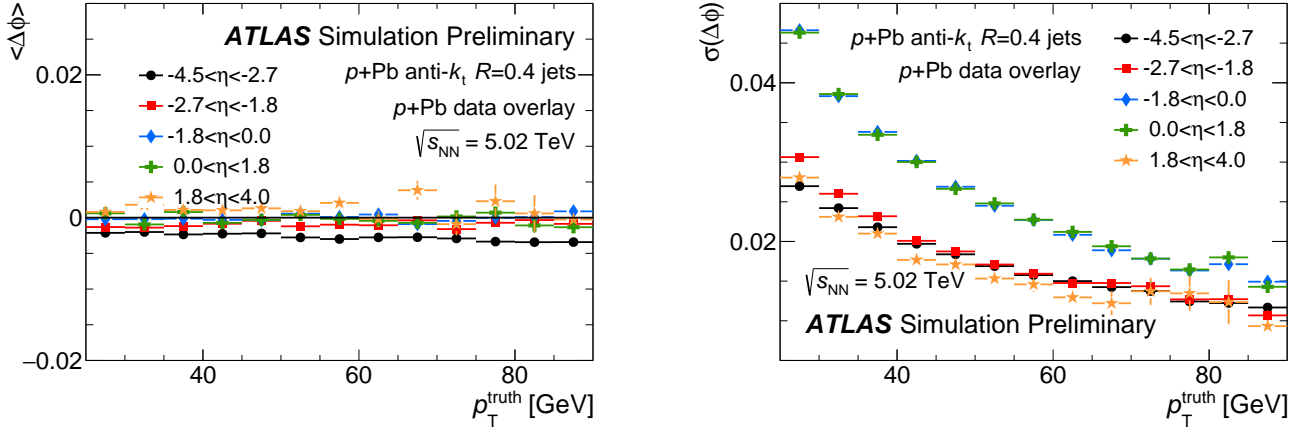 <Δϕ>
ATLAS Simulation Preliminary
p+Pb anti-kt R=0.4 jets
p+Pb data overlay
√sNN = 5.02 TeV
-4.5<η<-2.7
-2.7<η<-1.8
-1.8<η<0.0
0.0<η<1.8
1.8<η<4.0
0.02
0
−0.02
40 60 80
pTtruth [GeV]
σ(Δϕ)
p+Pb anti-kt R=0.4 jets
p+Pb data overlay
-4.5<η<-2.7
-2.7<η<-1.8
-1.8<η<0.0
0.0<η<1.8
1.8<η<4.0
0.04
0.02
√sNN = 5.02 TeV
ATLAS Simulation Preliminary
40 60 80
pTtruth [GeV]